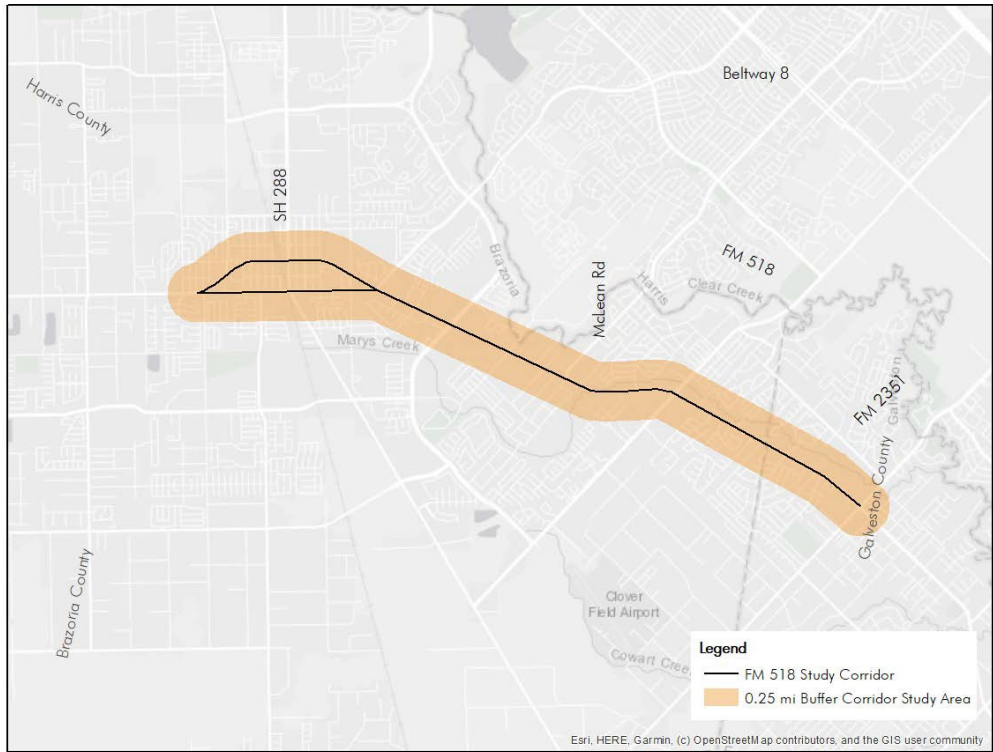 Beltway 8
Harris County
SH 288
Brazoria
McLean Rd
Harris
FM 518
Clear Creek
Marys Creek
Galveston
FM 2351
Galveston County
Brazoria County
Clover
Field Airport
Cowart Creek
Legend
FM 518 Study Corridor
0.25 mi Buffer Corridor Study Area
Esri, HERE, Garmin, (c) OpenStreetMap contributors, and the GIS user community